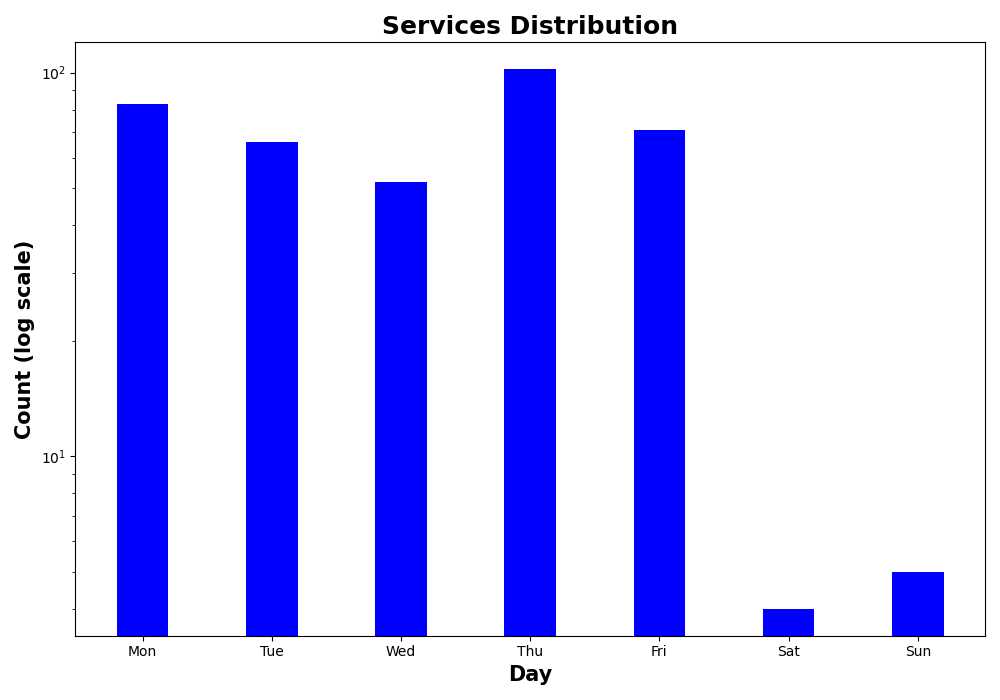 Services Distribution
10²
10¹
Count (log scale)
Mon Tue Wed Thu Fri Sat Sun
Day